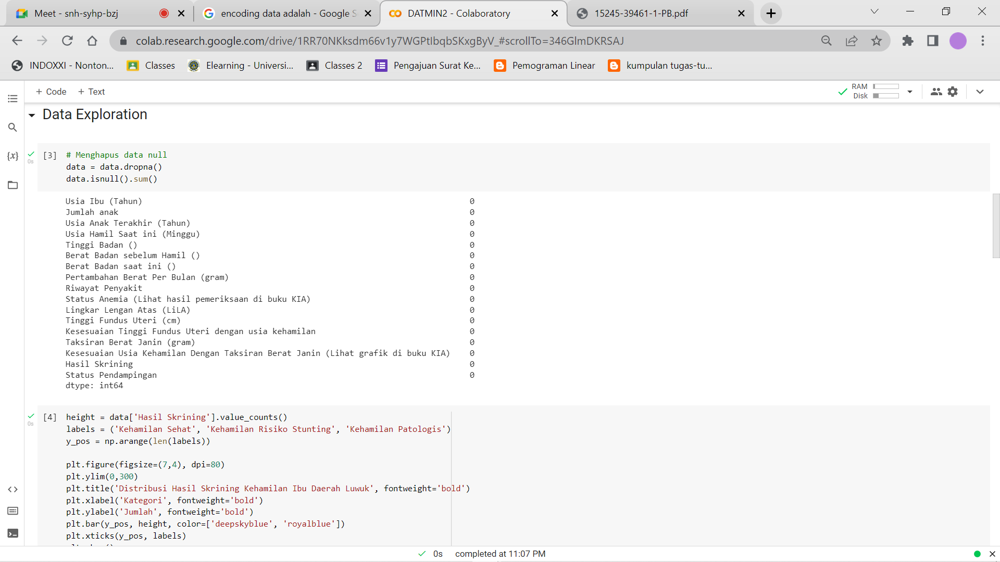 Meet - snh-syhp-bzj
encoding data adalah - Google S
DATMIN2 - Colaboratory
15245-39461-1-PB.pdf
colab.research.google.com/drive/1RR70NKksdm66v1y7WGPtIbqbSKxgByV_#scrollTo=346GlmDKRSAJ
INDOXXI - Nonton...
Classes
Elearning - Universi...
Classes 2
Pengajuan Surat Ke...
Pemograman Linear
kumpulan tugas-tu...
+ Code
+ Text
RAM
Disk
Data Exploration
{x}
0s
[3]
# Menghapus data null
data = data.dropna()
data.isnull().sum()
Usia Ibu (Tahun) 0
Jumlah anak 0
Usia Anak Terakhir (Tahun) 0
Usia Hamil Saat ini (Minggu) 0
Tinggi Badan () 0
Berat Badan sebelum Hamil () 0
Berat Badan saat ini () 0
Pertambahan Berat Per Bulan (gram) 0
Riwayat Penyakit 0
Status Anemia (Lihat hasil pemeriksaan di buku KIA) 0
Lingkar Lengan Atas (LiLA) 0
Tinggi Fundus Uteri (cm) 0
Kesesuaian Tinggi Fundus Uteri dengan usia kehamilan 0
Taksiran Berat Janin (gram) 0
Kesesuaian Usia Kehamilan Dengan Taksiran Berat Janin (Lihat grafik di buku KIA) 0
Hasil Skrining 0
Status Pendampingan 0
dtype: int64
0s
[4]
height = data['Hasil Skrining'].value_counts()
labels = ('Kehamilan Sehat', 'Kehamilan Risiko Stunting', 'Kehamilan Patologis')
y_pos = np.arange(len(labels))
plt.figure(figsize=(7,4), dpi=80)
plt.ylim(0,300)
plt.title('Distribusi Hasil Skrining Kehamilan Ibu Daerah Luwuk', fontweight='bold')
plt.xlabel('Kategori', fontweight='bold')
plt.ylabel('Jumlah', fontweight='bold')
plt.bar(y_pos, height, color=['deepskyblue', 'royalblue'])
plt.xticks(y_pos, labels)
0s completed at 11:07 PM